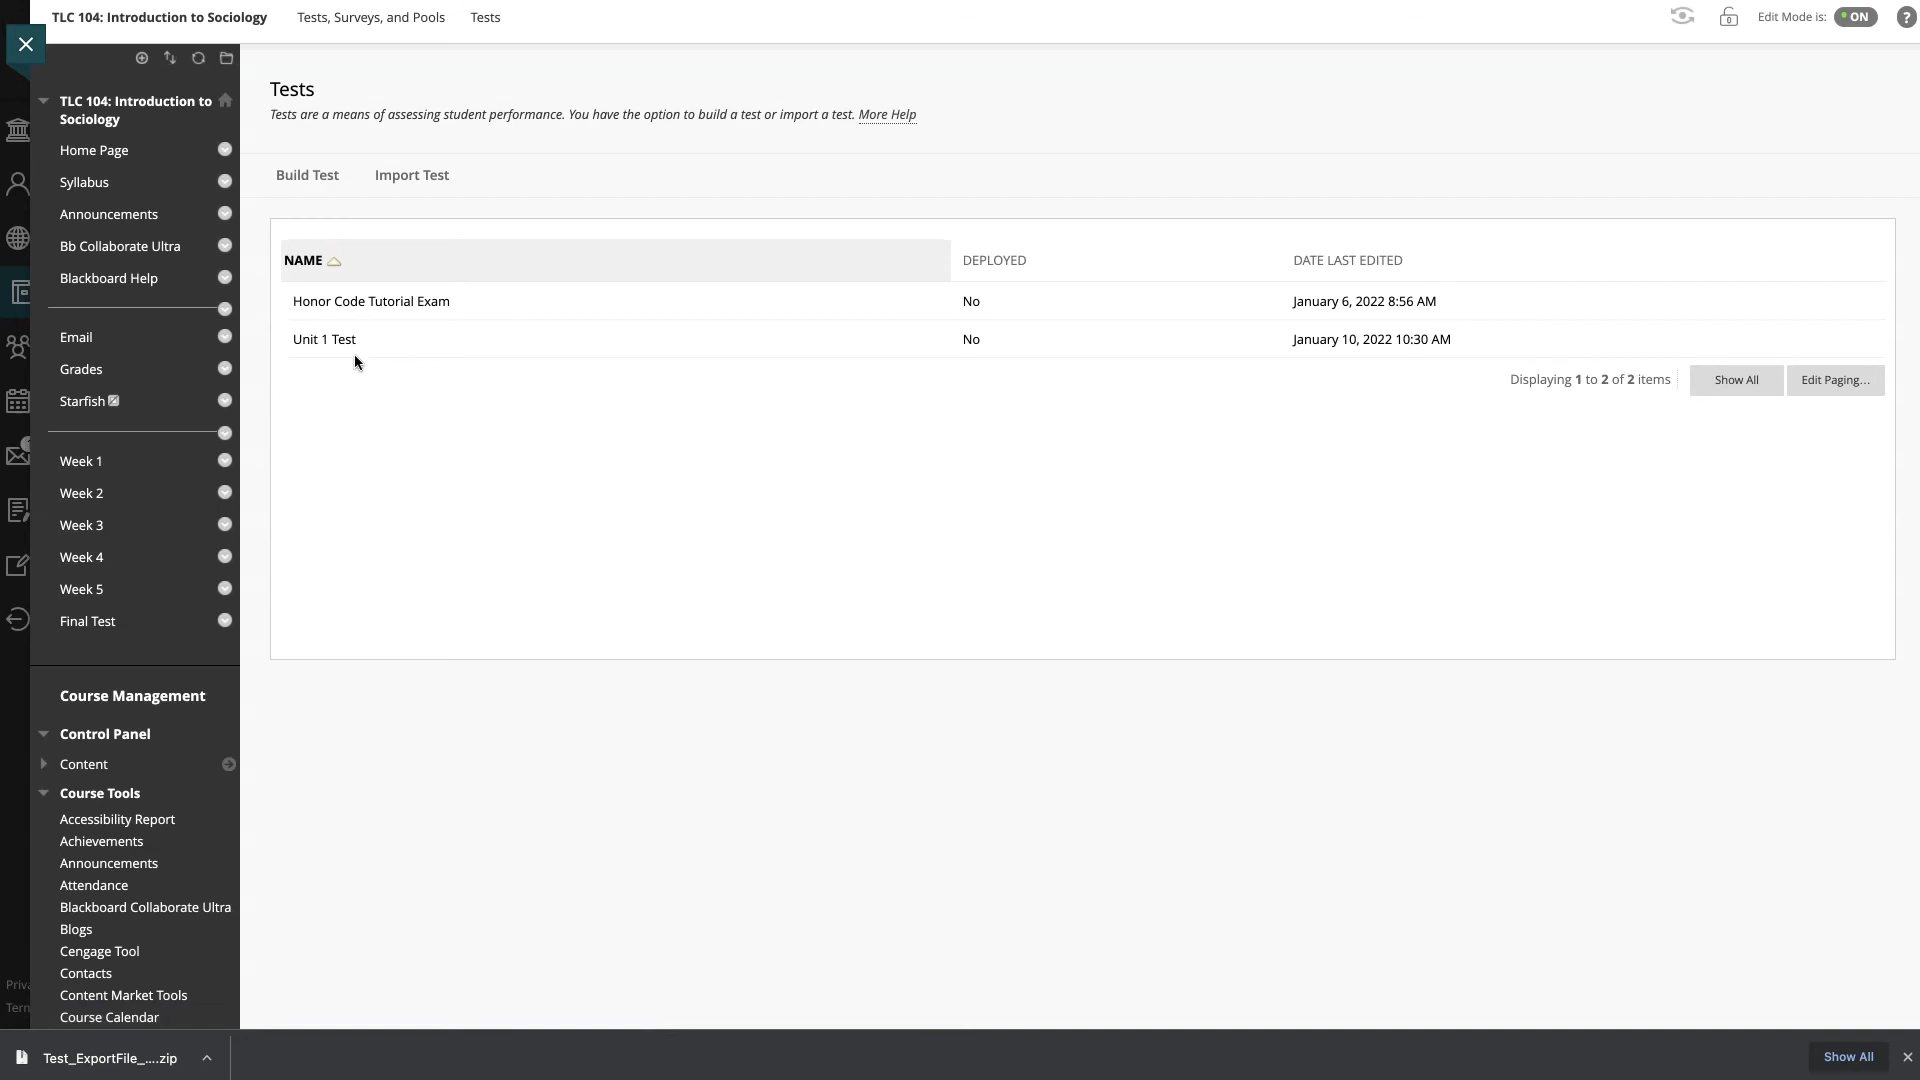 TLC 104: Introduction to Sociology Tests, Surveys, and Pools Tests Edit Mode is: ON ?
TLC 104: Introduction to
Sociology
Home Page
Syllabus
Announcements
Bb Collaborate Ultra
Blackboard Help
Email
Grades
Starfish
Week 1
Week 2
Week 3
Week 4
Week 5
Final Test
Course Management
Control Panel
Content
Course Tools
Accessibility Report
Achievements
Announcements
Attendance
Blackboard Collaborate Ultra
Blogs
Cengage Tool
Contacts
Content Market Tools
Course Calendar
Priva
Term
Tests
Tests are a means of assessing student performance. You have the option to build a test or import a test. More Help
Build Test Import Test
NAME DEPLOYED DATE LAST EDITED
Honor Code Tutorial Exam No January 6, 2022 8:56 AM
Unit 1 Test No January 10, 2022 10:30 AM
Displaying 1 to 2 of 2 items Show All Edit Paging...
Test_ExportFile_....zip Show All